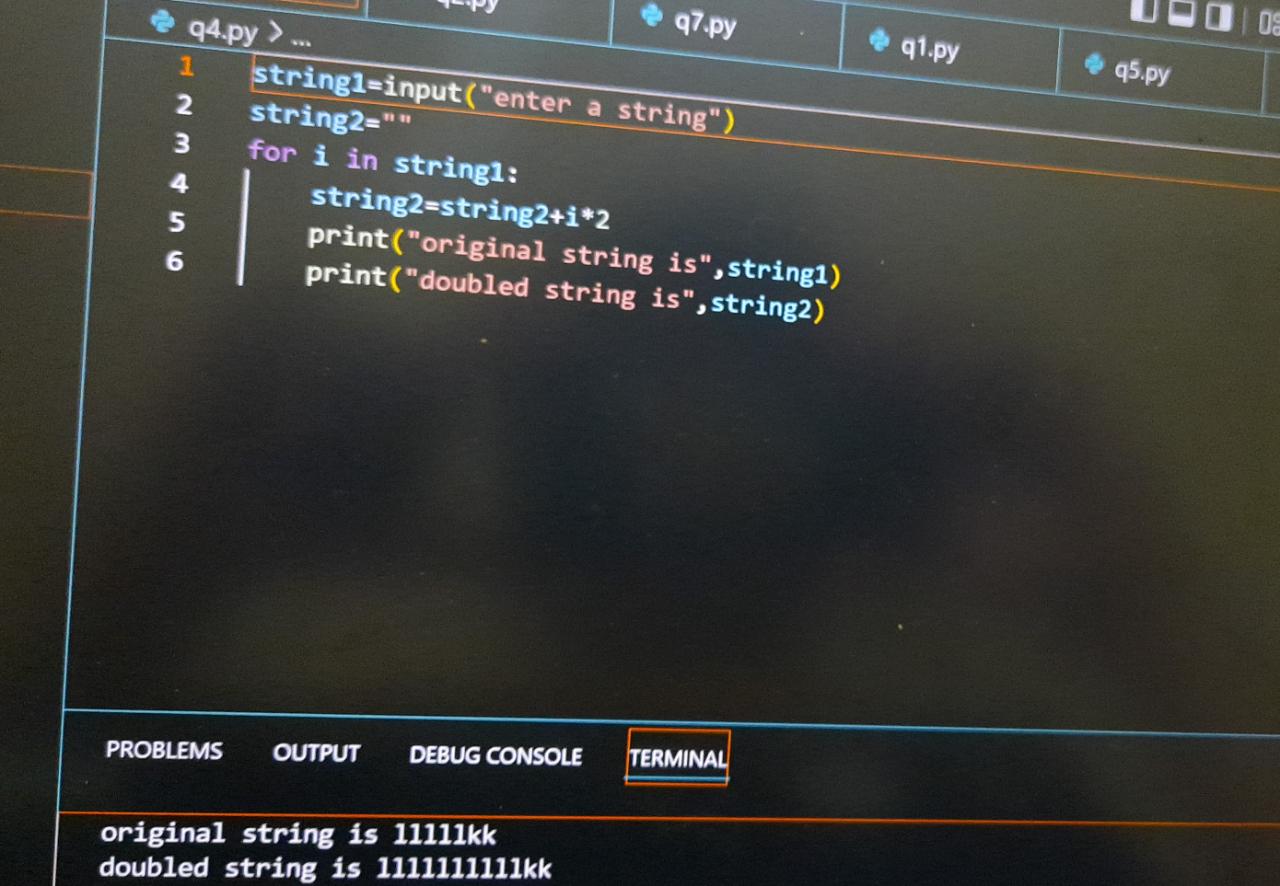 q2.py
q7.py
q1.py
q5.py
q4.py > ...
1 string1=input("enter a string")
2 string2=""
3 for i in string1:
4 string2=string2+i*2
5 print("original string is",string1)
6 print("doubled string is",string2)
PROBLEMS OUTPUT DEBUG CONSOLE TERMINAL
original string is lllllkk
doubled string is llllllllllkk